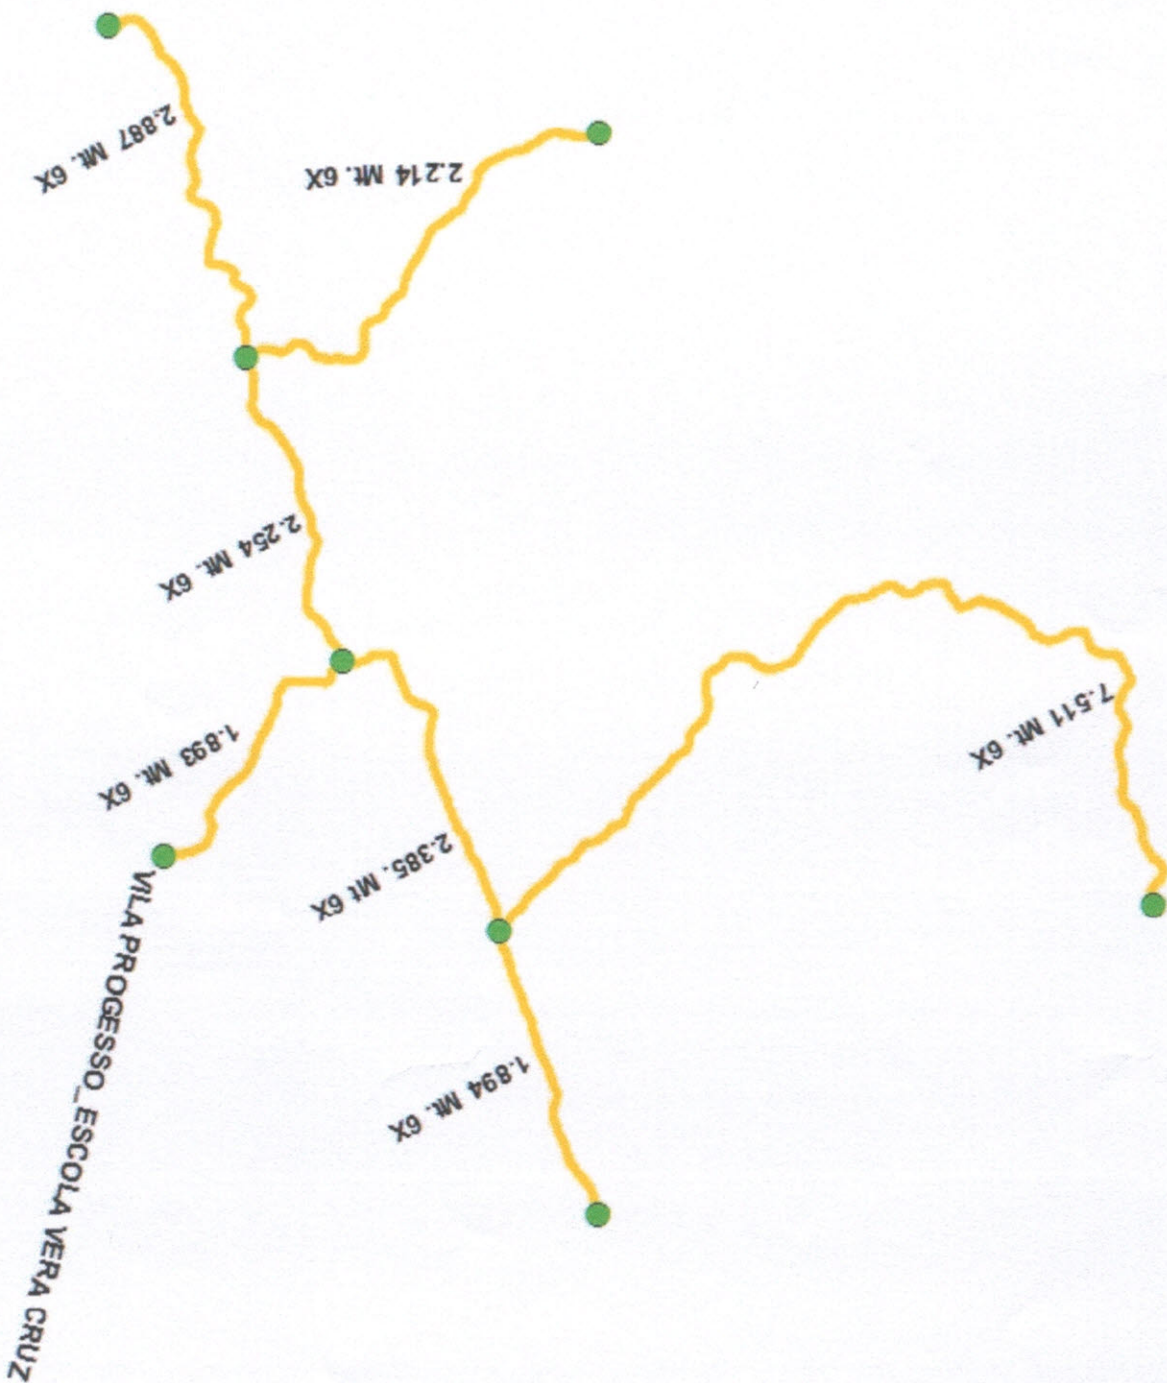 2.887 Mt. 6X
2.214 Mt. 6X
2.254 Mt. 6X
1.893 Mt. 6X
7.511 Mt. 6X
2.385. Mt 6X
VILA PROGESSO_ESCOLA VERA CRUZ
1.894 Mt. 6X